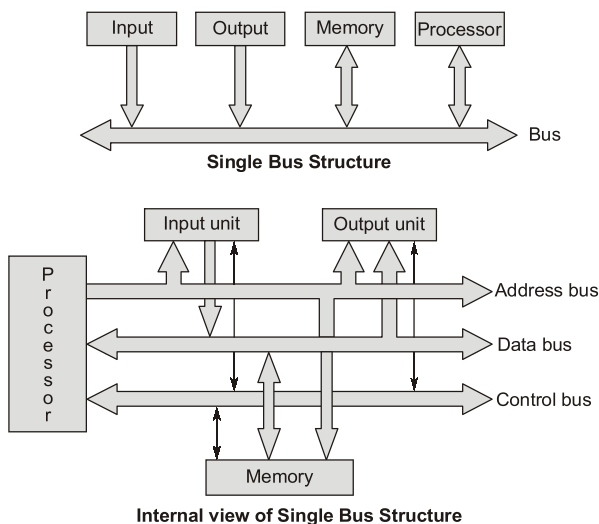 Input
Output
Memory
Processor
Bus
Single Bus Structure
Input unit
Output unit
Processor
Address bus
Data bus
Control bus
Memory
Internal view of Single Bus Structure